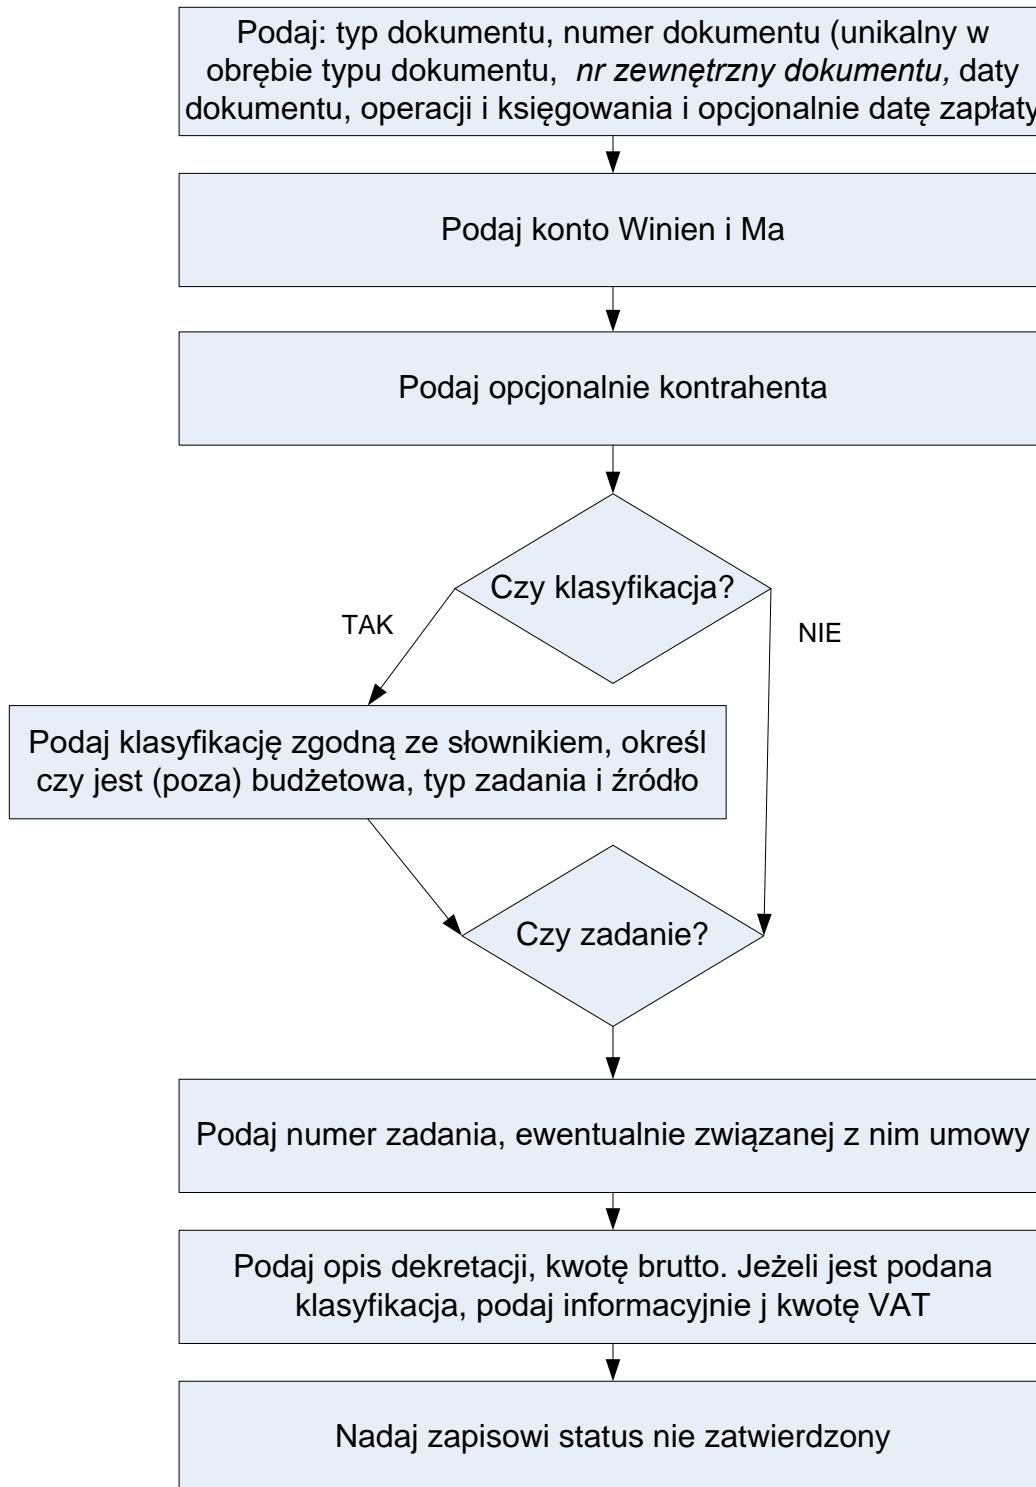 Podaj: typ dokumentu, numer dokumentu (unikalny w
obrębie typu dokumentu, nr zewnętrzny dokumentu, daty
dokumentu, operacji i księgowania i opcjonalnie datę zapłaty
Podaj konto Winien i Ma
Podaj opcjonalnie kontrahenta
Czy klasyfikacja?
TAK
NIE
Podaj klasyfikację zgodną ze słownikiem, określ
czy jest (poza) budżetowa, typ zadania i źródło
Czy zadanie?
Podaj numer zadania, ewentualnie związanej z nim umowy
Podaj opis dekretacji, kwotę brutto. Jeżeli jest podana
klasyfikacja, podaj informacyjnie j kwotę VAT
Nadaj zapisowi status nie zatwierdzony